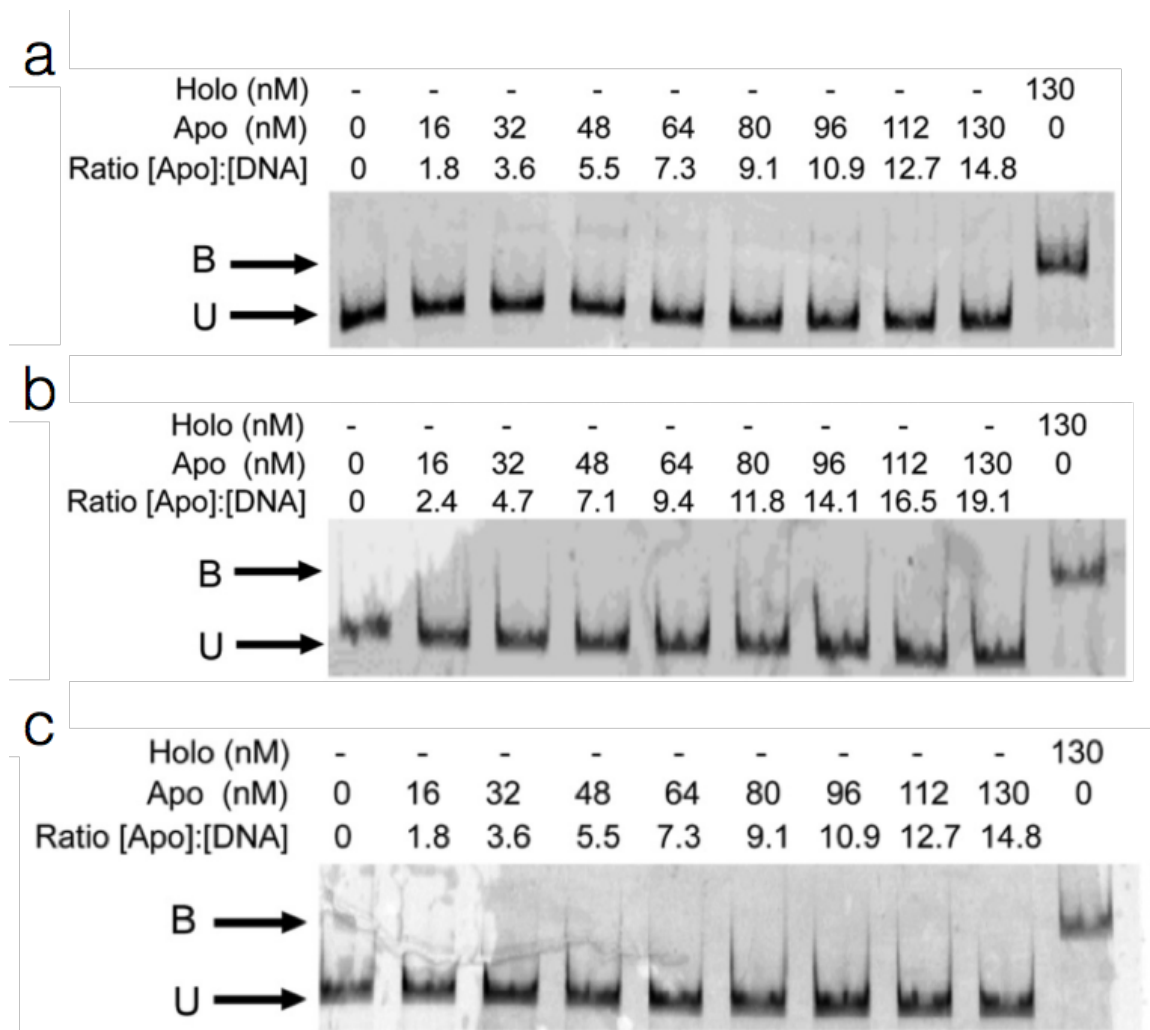 a
Holo (nM) - - - - - - - - - 130
Apo (nM) 0 16 32 48 64 80 96 112 130 0
Ratio [Apo]:[DNA] 0 1.8 3.6 5.5 7.3 9.1 10.9 12.7 14.8
B
U
b
Holo (nM) - - - - - - - - - 130
Apo (nM) 0 16 32 48 64 80 96 112 130 0
Ratio [Apo]:[DNA] 0 2.4 4.7 7.1 9.4 11.8 14.1 16.5 19.1
B
U
c
Holo (nM) - - - - - - - - - 130
Apo (nM) 0 16 32 48 64 80 96 112 130 0
Ratio [Apo]:[DNA] 0 1.8 3.6 5.5 7.3 9.1 10.9 12.7 14.8
B
U